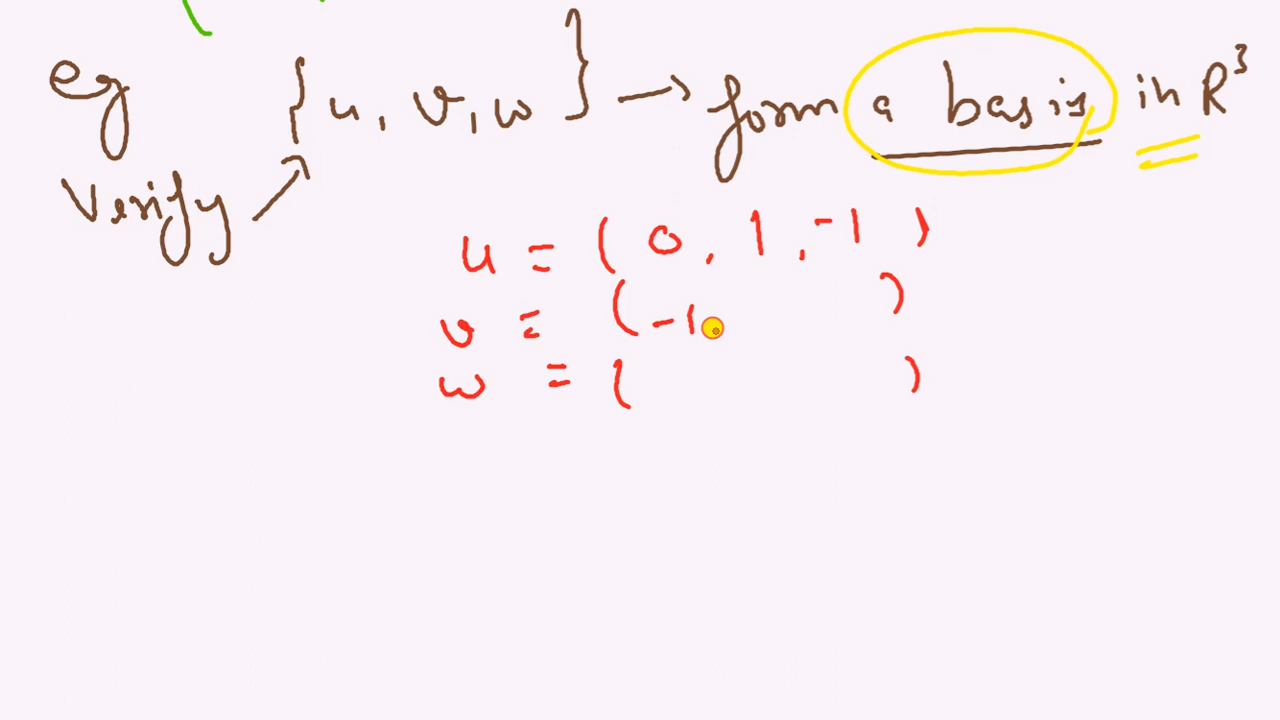 eg {u, v, w} → form a basis in R³
Verify
u = (0, 1, -1)
v = (-1 )
w = ( )